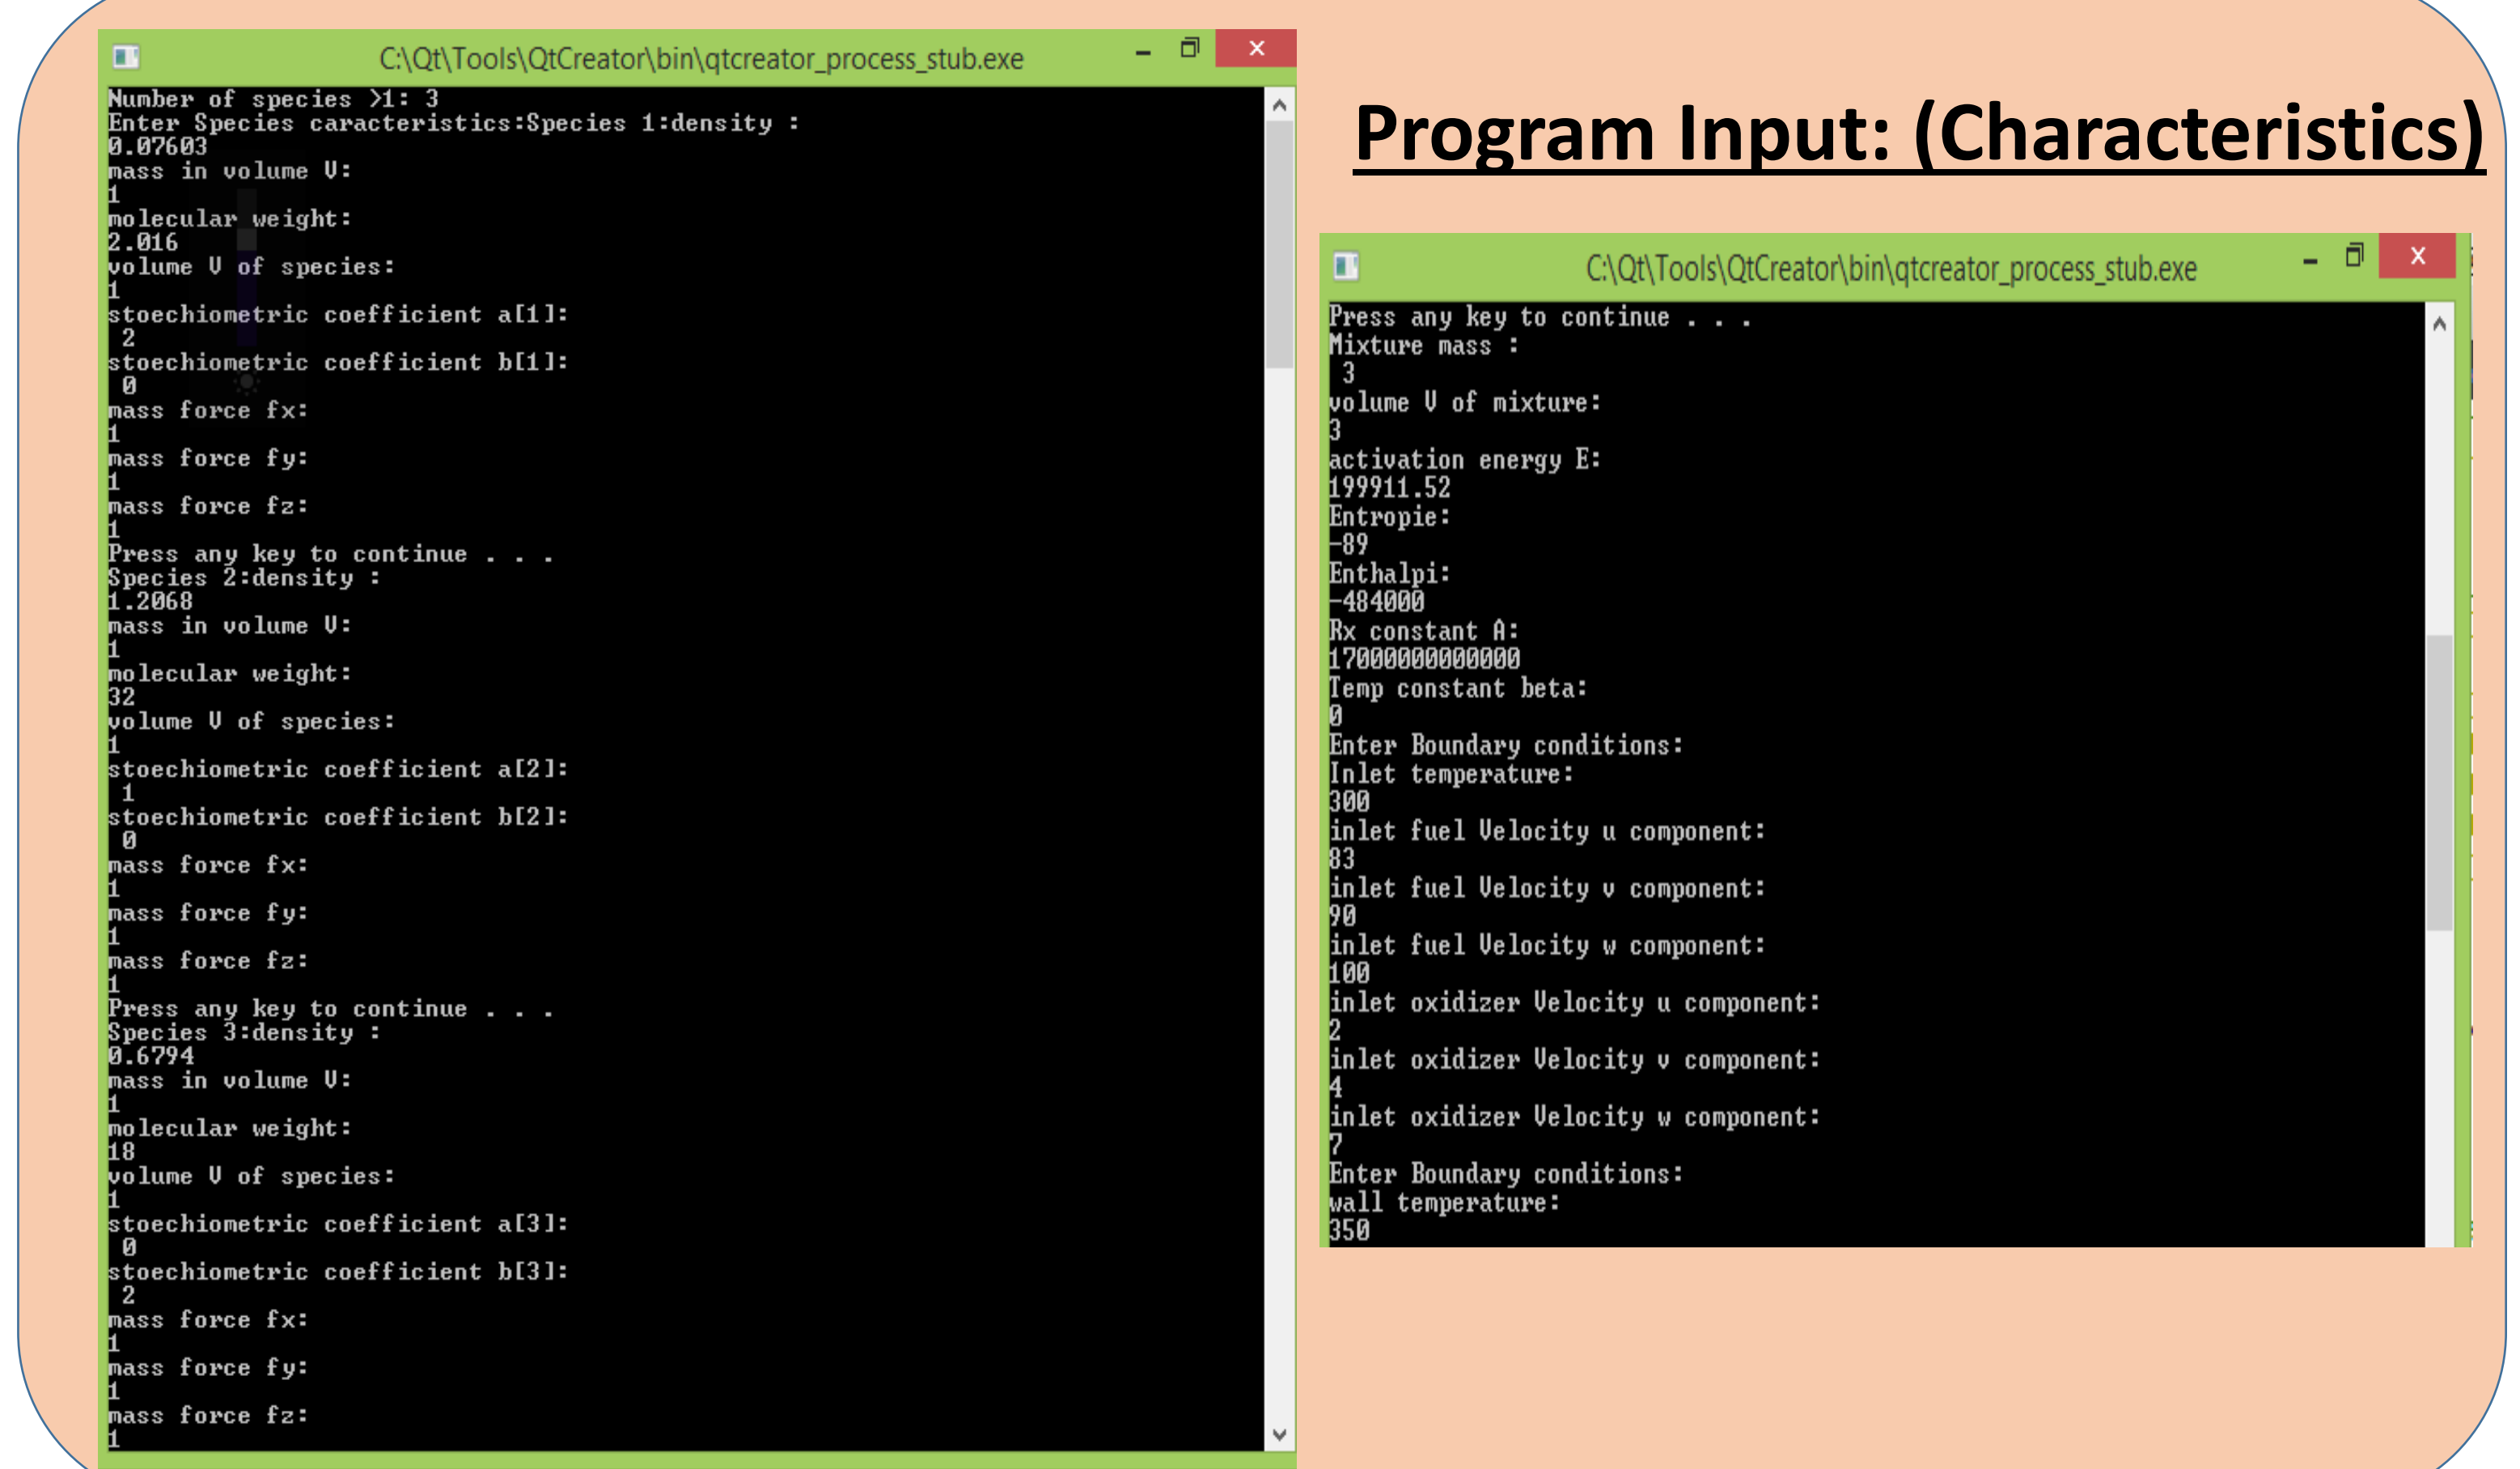 C:\Qt\Tools\QtCreator\bin\qtcreator_process_stub.exe
Number of species >1: 3
Enter Species caracteristics:Species 1:density :
0.07603
mass in volume V:
1
molecular weight:
2.016
volume V of species:
1
stoechiometric coefficient a[1]:
2
stoechiometric coefficient b[1]:
0
mass force fx:
1
mass force fy:
1
mass force fz:
1
Press any key to continue . . .
Species 2:density :
1.2068
mass in volume V:
1
molecular weight:
32
volume V of species:
1
stoechiometric coefficient a[2]:
1
stoechiometric coefficient b[2]:
0
mass force fx:
1
mass force fy:
1
mass force fz:
1
Press any key to continue . . .
Species 3:density :
0.6794
mass in volume V:
1
molecular weight:
18
volume V of species:
1
stoechiometric coefficient a[3]:
0
stoechiometric coefficient b[3]:
2
mass force fx:
1
mass force fy:
1
mass force fz:
1
Program Input: (Characteristics)
C:\Qt\Tools\QtCreator\bin\qtcreator_process_stub.exe
Press any key to continue . . .
Mixture mass :
3
volume V of mixture:
3
activation energy E:
199911.52
Entropie:
-89
Enthalpi:
-484000
Rx constant A:
17000000000000
Temp constant beta:
0
Enter Boundary conditions:
Inlet temperature:
300
inlet fuel Velocity u component:
83
inlet fuel Velocity v component:
90
inlet fuel Velocity w component:
100
inlet oxidizer Velocity u component:
2
inlet oxidizer Velocity v component:
4
inlet oxidizer Velocity w component:
7
Enter Boundary conditions:
wall temperature:
350